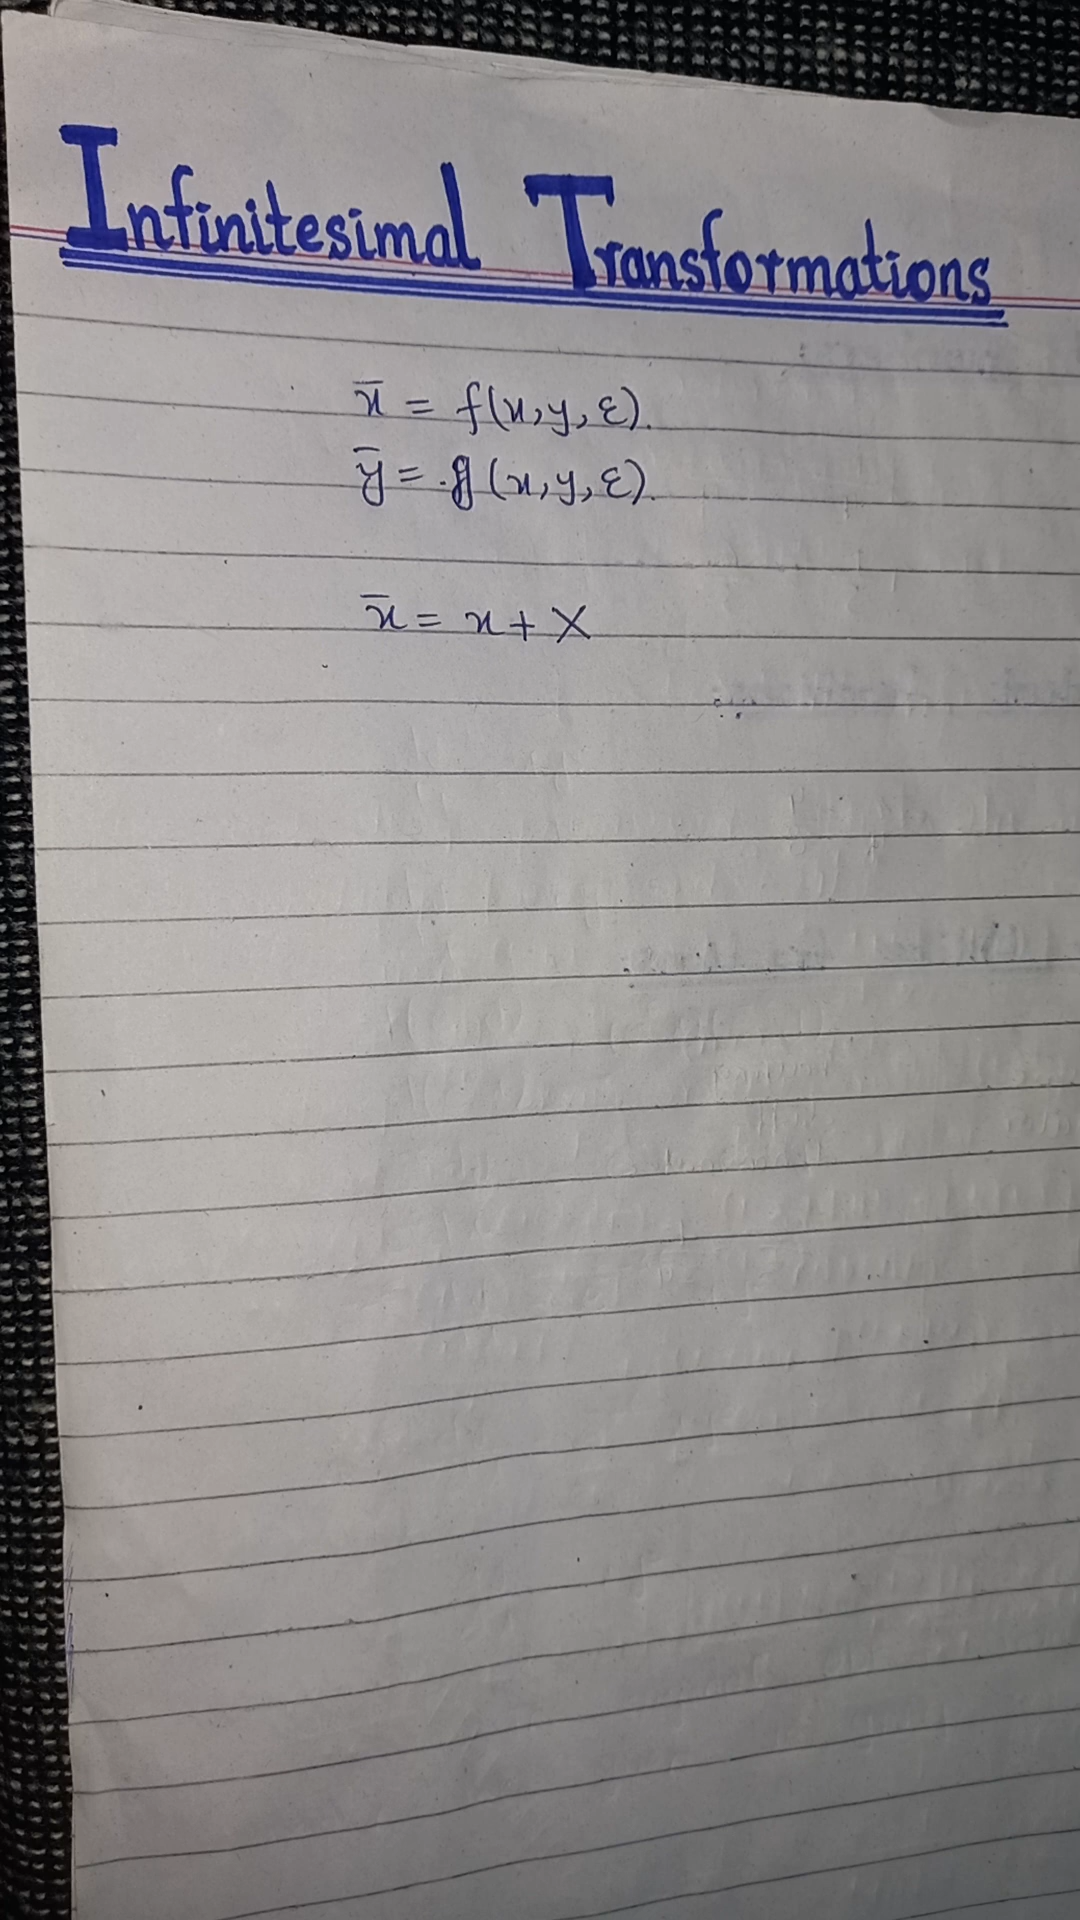 Infinitesimal Transformations
x̄ = f(x,y,ε).
ȳ = g(x,y,ε).
x̄ = x + X